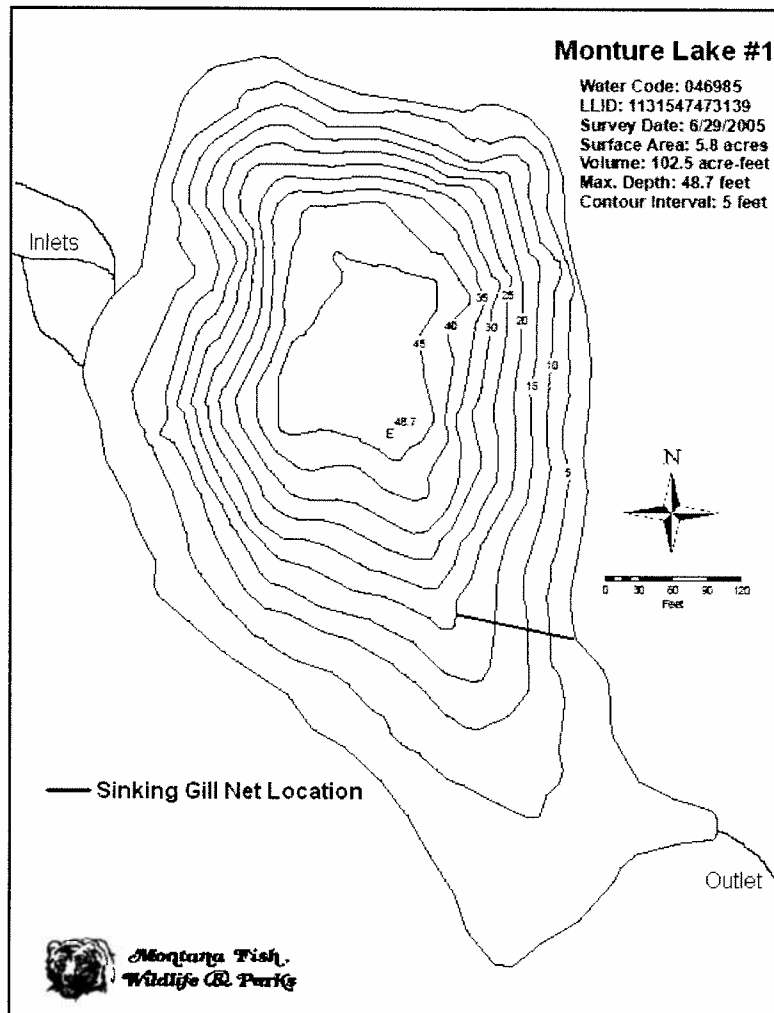 Monture Lake #1
Water Code: 046985
LLID: 1131547473139
Survey Date: 6/29/2005
Surface Area: 5.8 acres
Volume: 102.5 acre-feet
Max. Depth: 48.7 feet
Contour Interval: 5 feet
Inlets
35
25
40
30
20
45
10
15
48.7
E
5
N
0 30 60 90 120
Feet
Sinking Gill Net Location
Outlet
Montana Fish,
Wildlife & Parks